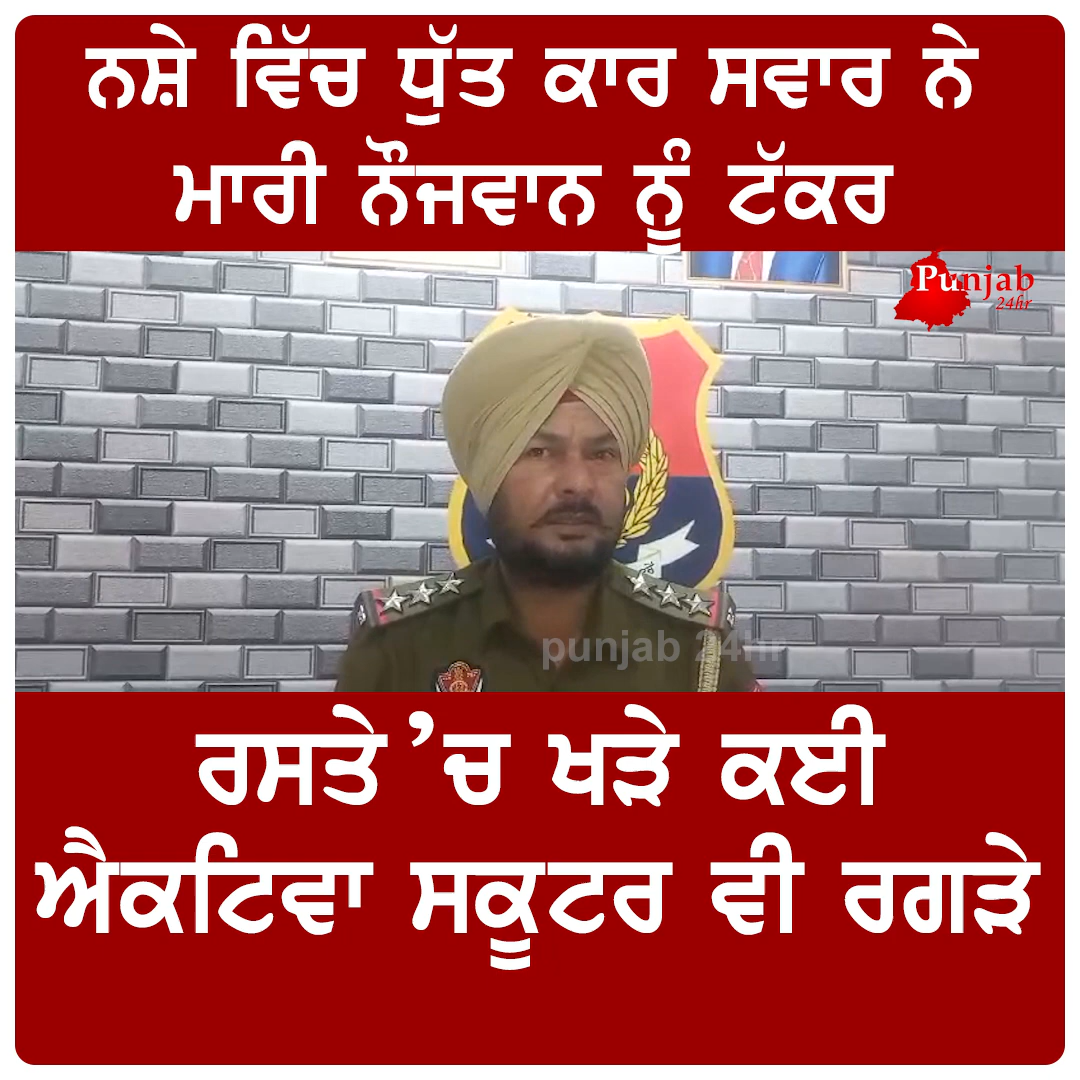 ਨਸ਼ੇ ਵਿੱਚ ਧੁੱਤ ਕਾਰ ਸਵਾਰ ਨੇ
ਮਾਰੀ ਨੌਜਵਾਨ ਨੂੰ ਟੱਕਰ
Punjab
24hr
punjab 24hr
ਰਸਤੇ 'ਚ ਖੜੇ ਕਈ
ਐਕਟਿਵਾ ਸਕੂਟਰ ਵੀ ਰਗੜੇ